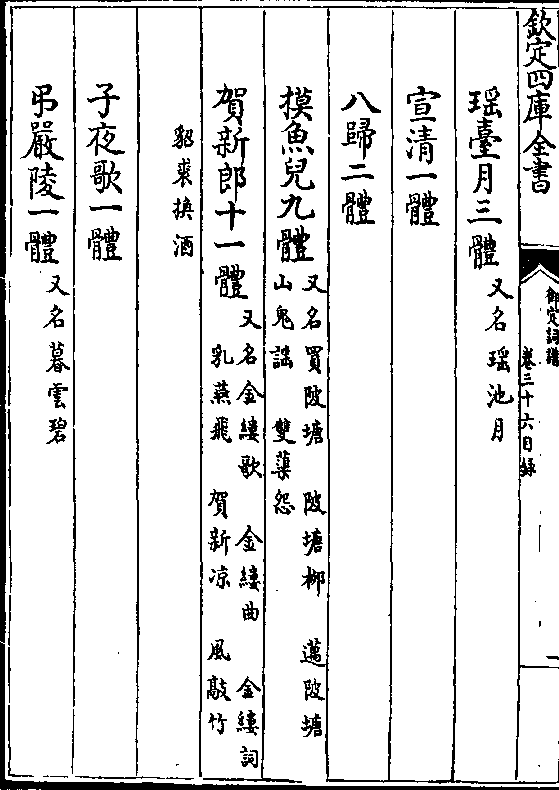 欽定四庫全書
御定詞譜
卷三十六目録
一
瑶臺月三體 又名瑶池月
宣清一體
八歸二體
摸魚兒九體 又名買陂塘 陂塘柳 邁陂塘
山鬼謡 雙蕖怨
賀新郎十一體 又名金縷歌 金縷曲 金縷詞
乳燕飛 賀新凉 風敲竹
貂裘换酒
子夜歌一體
弔嚴陵一體 又名暮雲碧